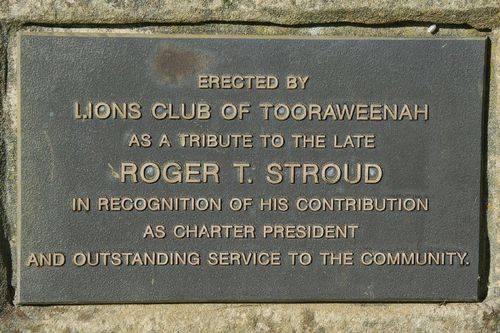 ERECTED BY
LIONS CLUB OF TOORAWEENAH
AS A TRIBUTE TO THE LATE
ROGER T. STROUD
IN RECOGNITION OF HIS CONTRIBUTION
AS CHARTER PRESIDENT
AND OUTSTANDING SERVICE TO THE COMMUNITY.